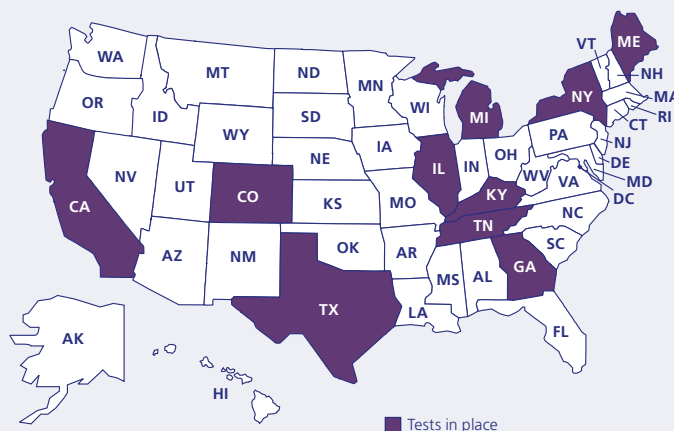 WA
MT
ND
MN
VT
ME
NH
OR
ID
SD
WI
MI
NY
MA
RI
CT
WY
IA
PA
NJ
NE
IL
IN
OH
DE
NV
UT
CO
WV
VA
MD
DC
CA
KS
MO
KY
NC
TN
AZ
NM
OK
AR
SC
MS
AL
GA
TX
LA
FL
AK
HI
Tests in place